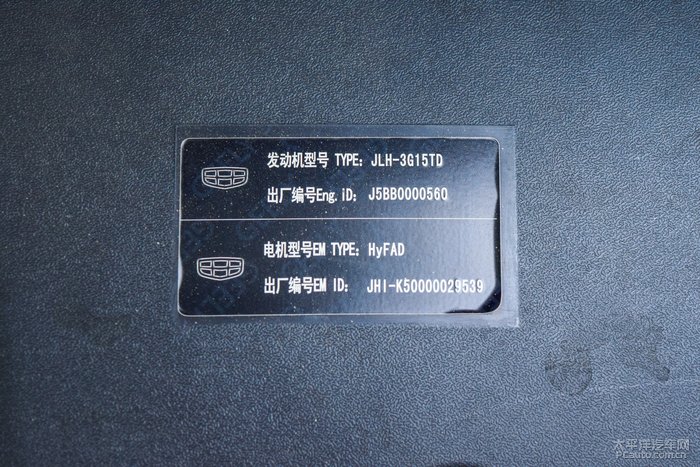 发动机型号 TYPE: JLH-3G15TD
出厂编号Eng.iD: J5BB0000560
电机型号EM TYPE: HyFAD
出厂编号EM ID: JHI-K50000029539
太平洋汽车网
PCauto.com.cn